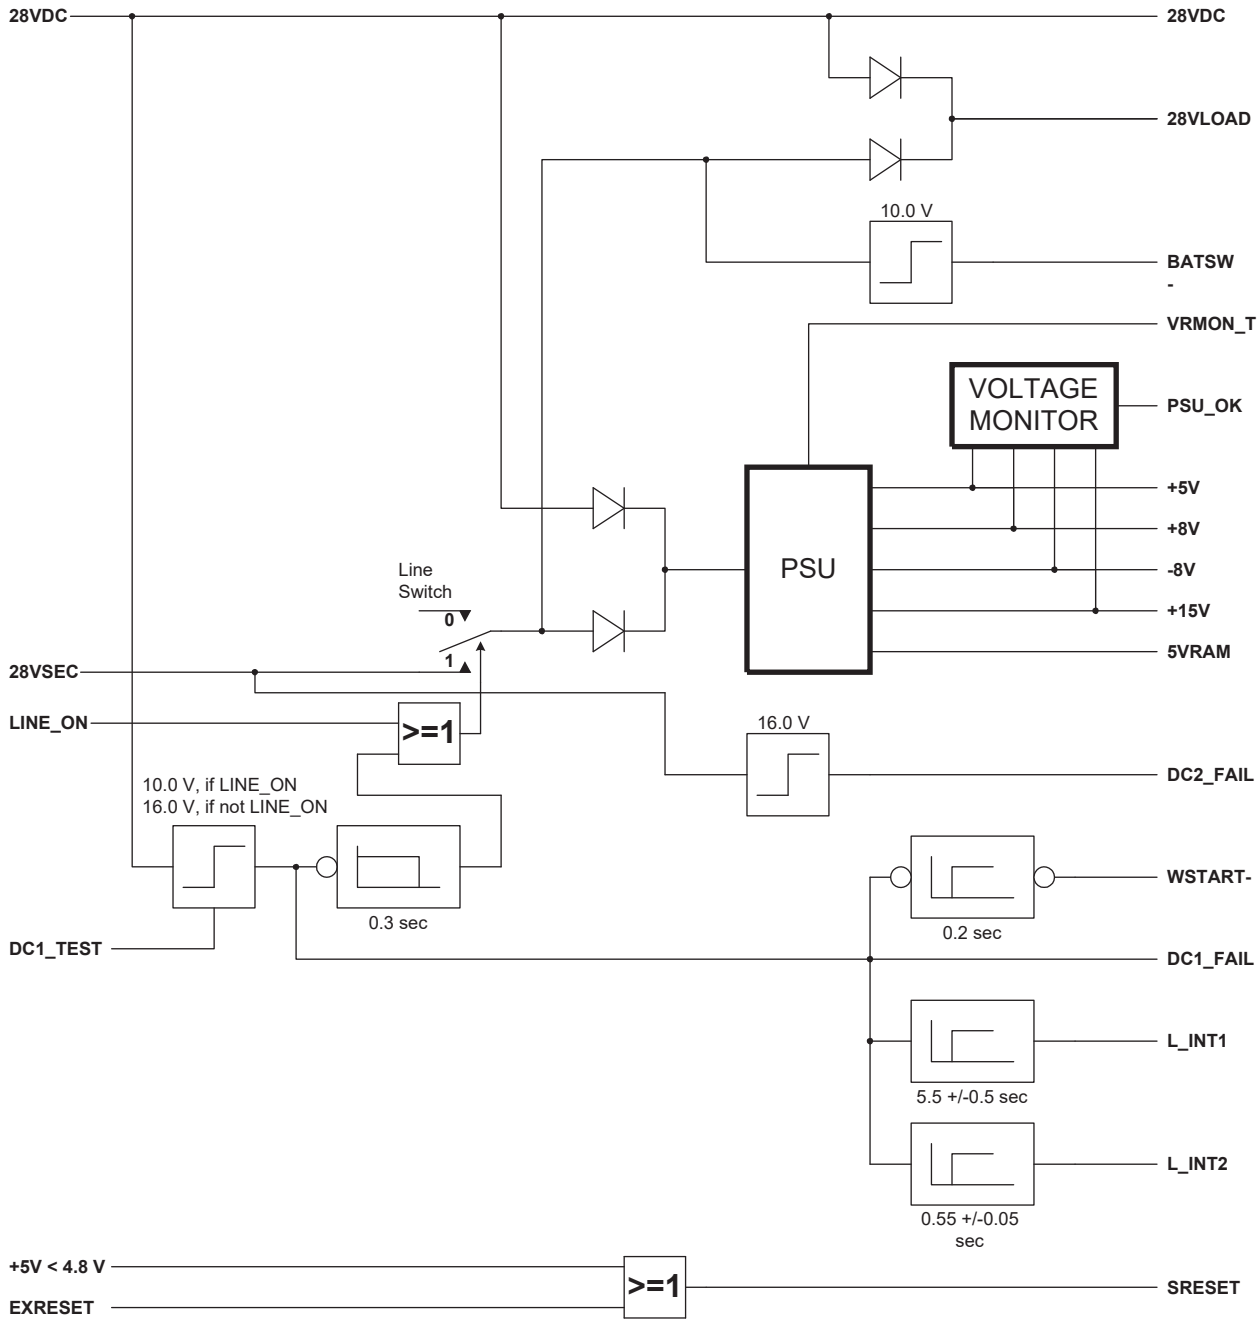 28VDC
28VDC
28VLOAD
10.0 V
BATSW
-
VRMON_T
VOLTAGE
MONITOR
PSU_OK
+5V
+8V
PSU
-8V
Line
Switch
0
+15V
1
28VSEC
5VRAM
LINE_ON
>=1
16.0 V
10.0 V, if LINE_ON
16.0 V, if not LINE_ON
DC2_FAIL
WSTART-
0.3 sec
0.2 sec
DC1_TEST
DC1_FAIL
L_INT1
5.5 +/-0.5 sec
L_INT2
0.55 +/-0.05
sec
+5V < 4.8 V
>=1
SRESET
EXRESET